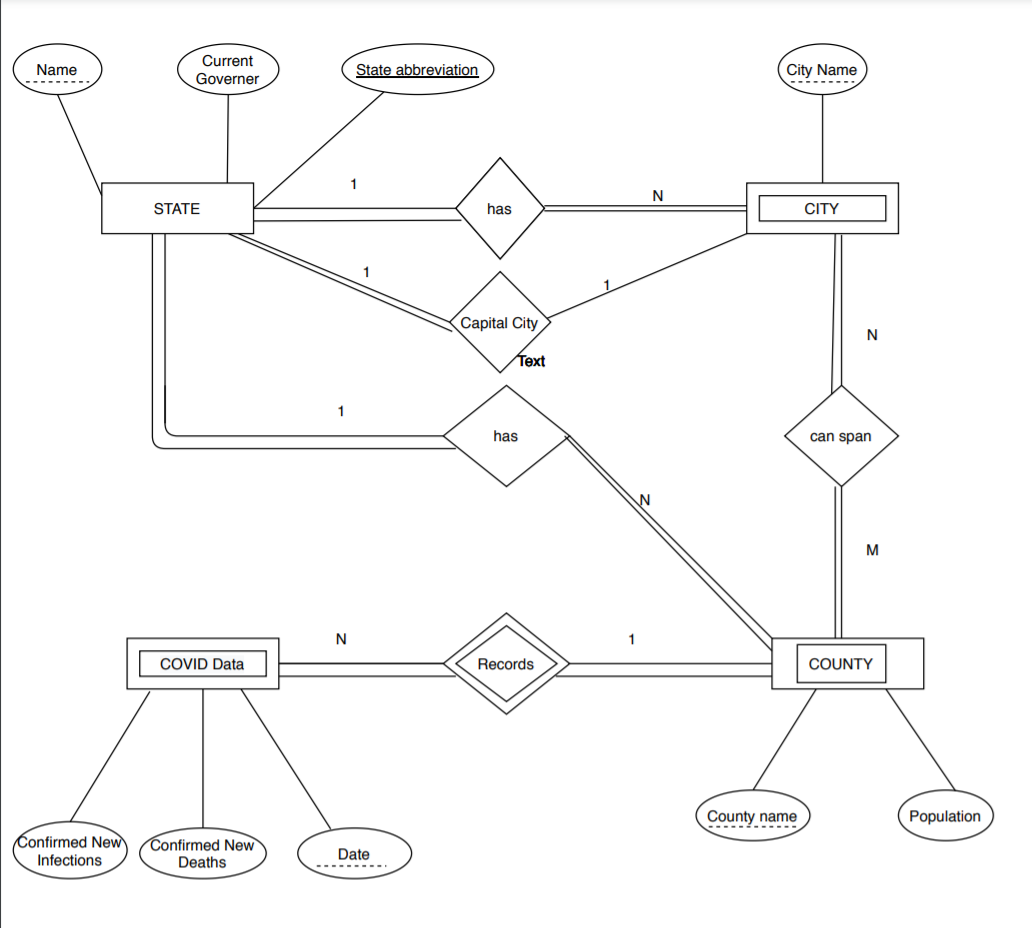 Name
Current
Governer
State abbreviation
City Name
1
N
STATE
has
CITY
1
1
Capital City
Text
N
1
has
can span
N
M
N
1
COVID Data
Records
COUNTY
County name
Population
Confirmed New
Infections
Confirmed New
Deaths
Date